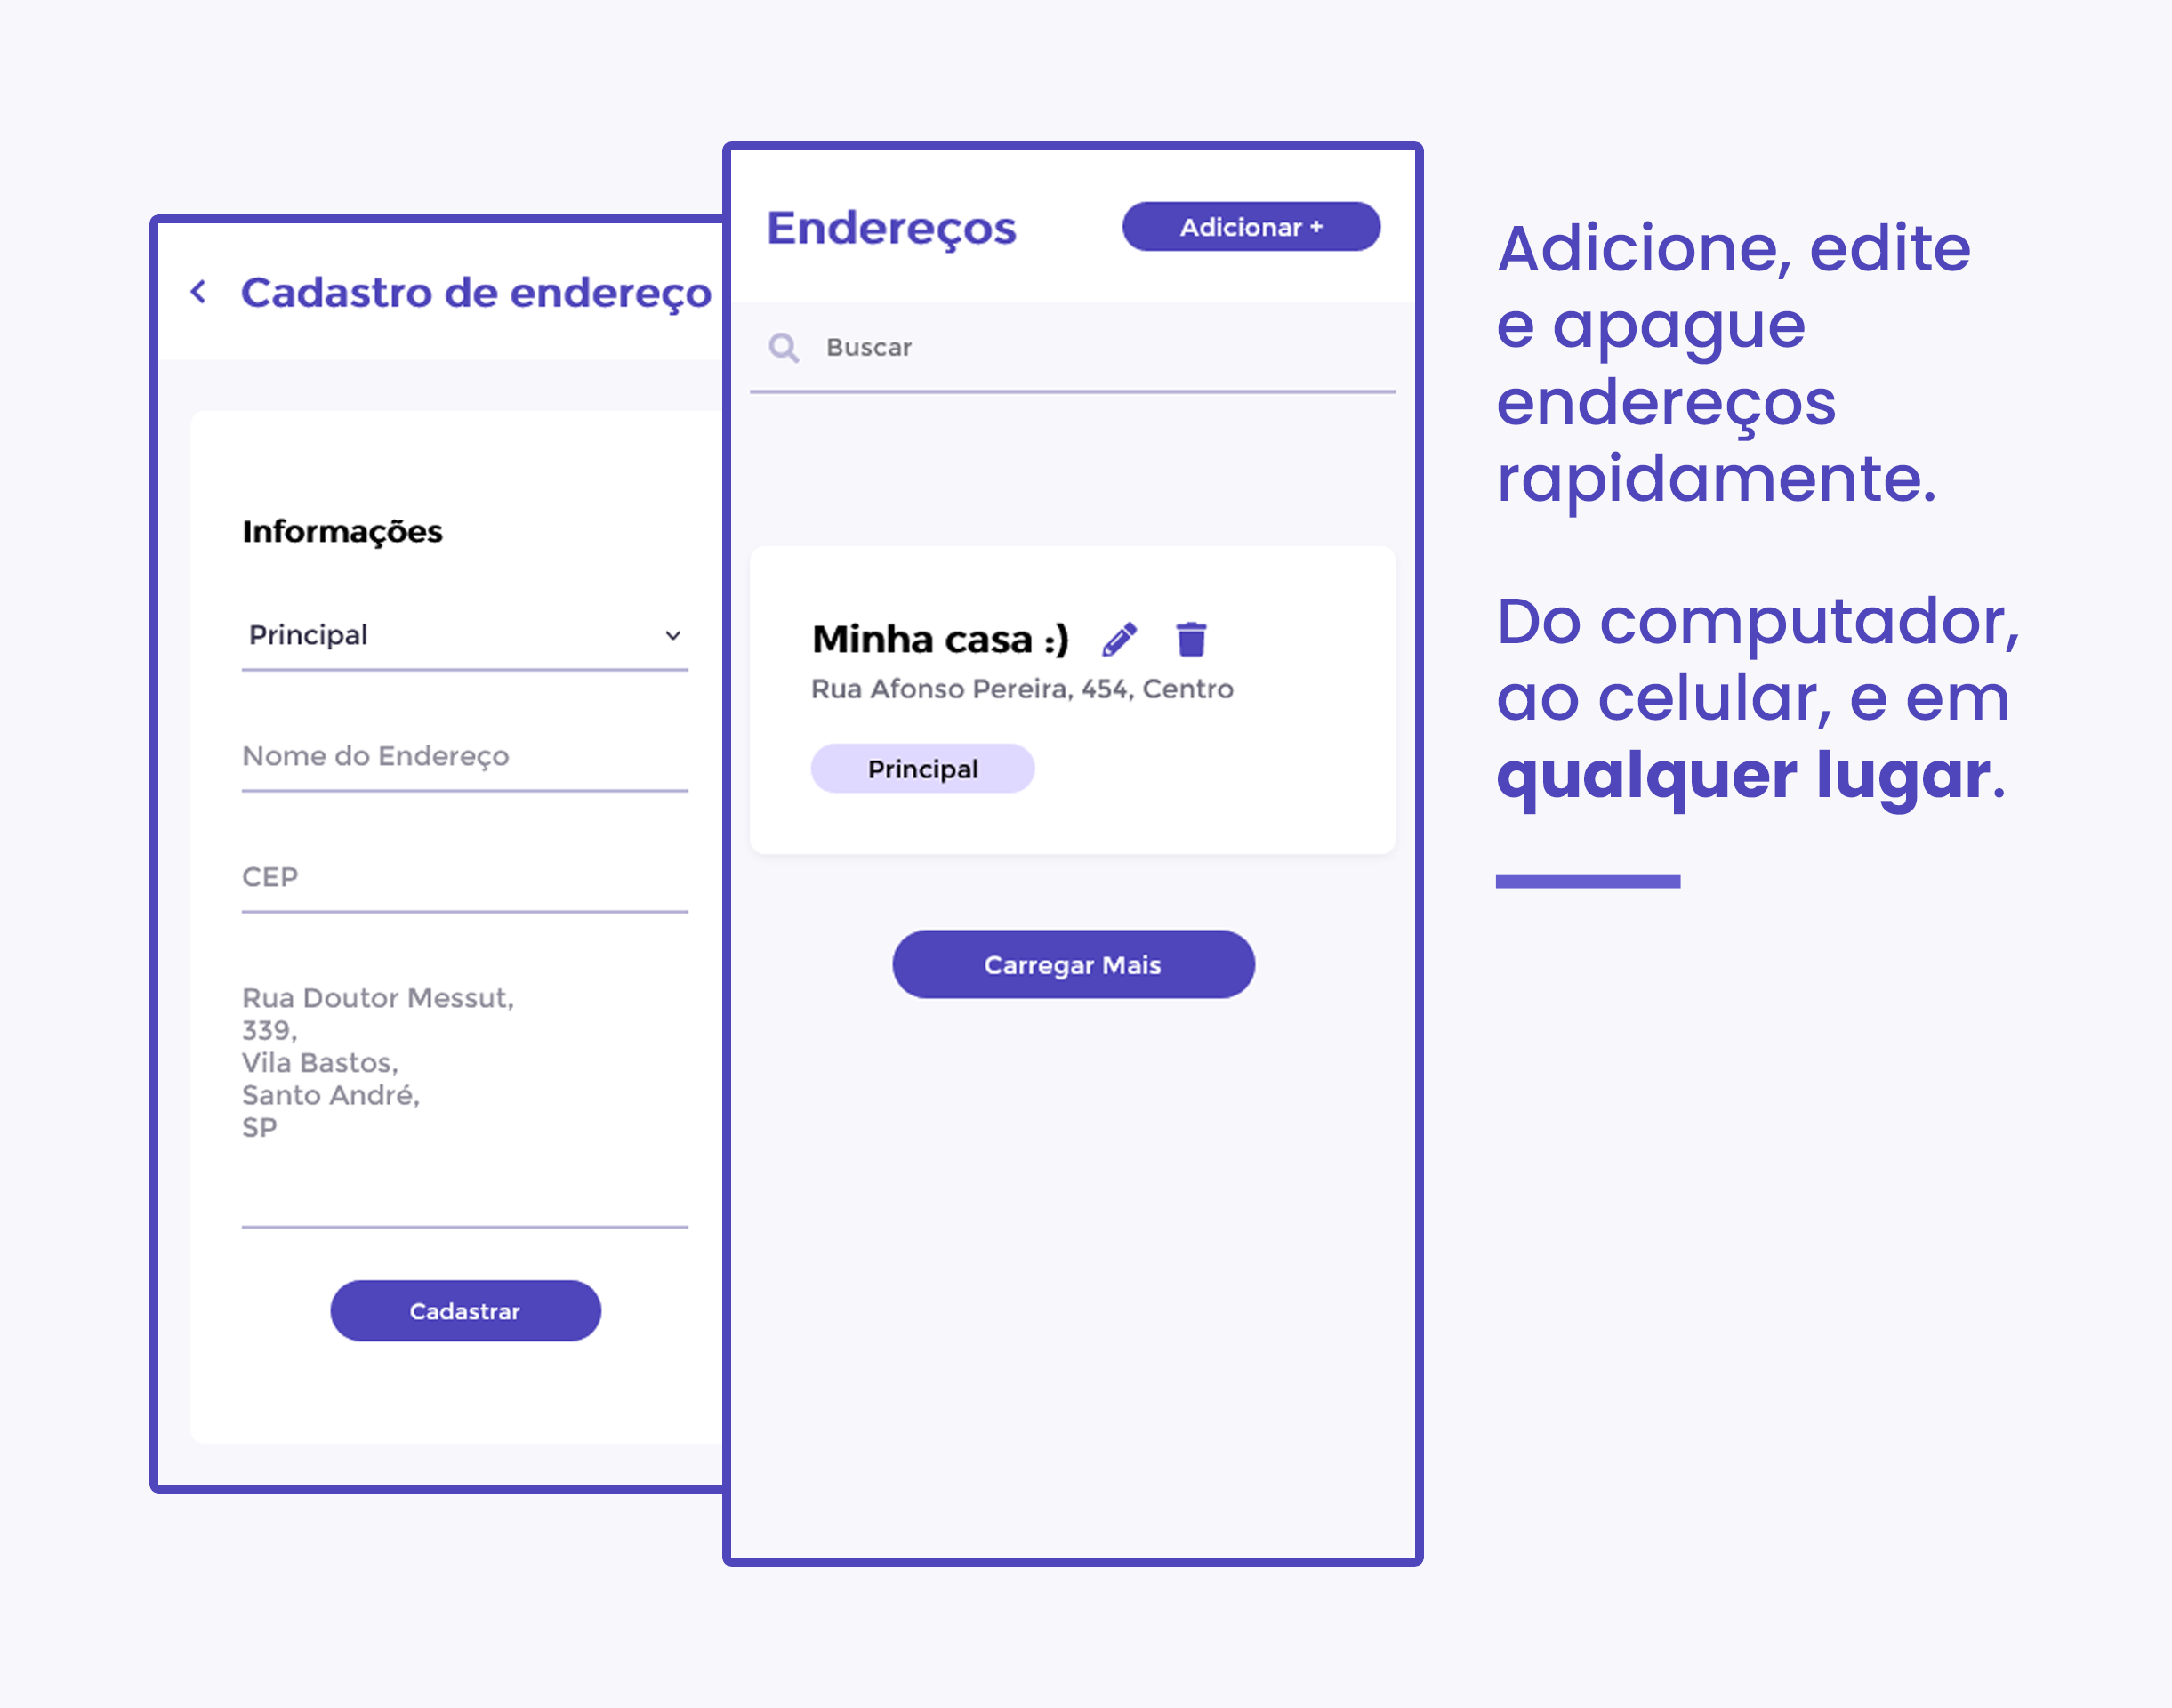 Cadastro de endereço
Informações
Principal
Nome do Endereço
CEP
Rua Doutor Messut,
339,
Vila Bastos,
Santo André,
SP
Cadastrar
Endereços
Adicionar +
Buscar
Minha casa :)
Rua Afonso Pereira, 454, Centro
Principal
Carregar Mais
Adicione, edite
e apague
endereços
rapidamente.
Do computador,
ao celular, e em
qualquer lugar.